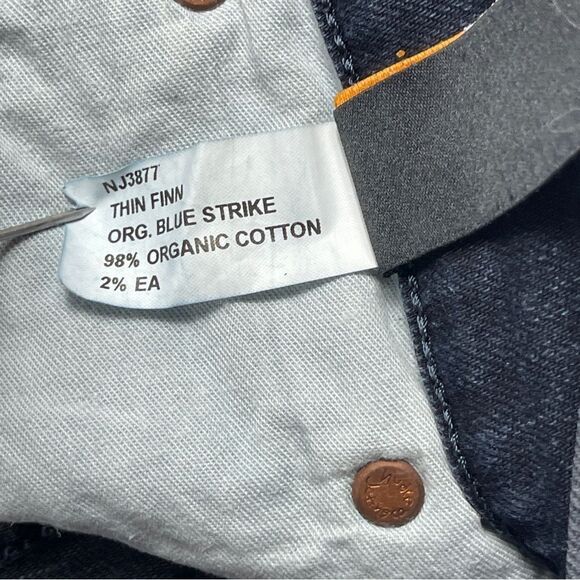 NJ3877
THIN FINN
ORG. BLUE STRIKE
98% ORGANIC COTTON
2% EA